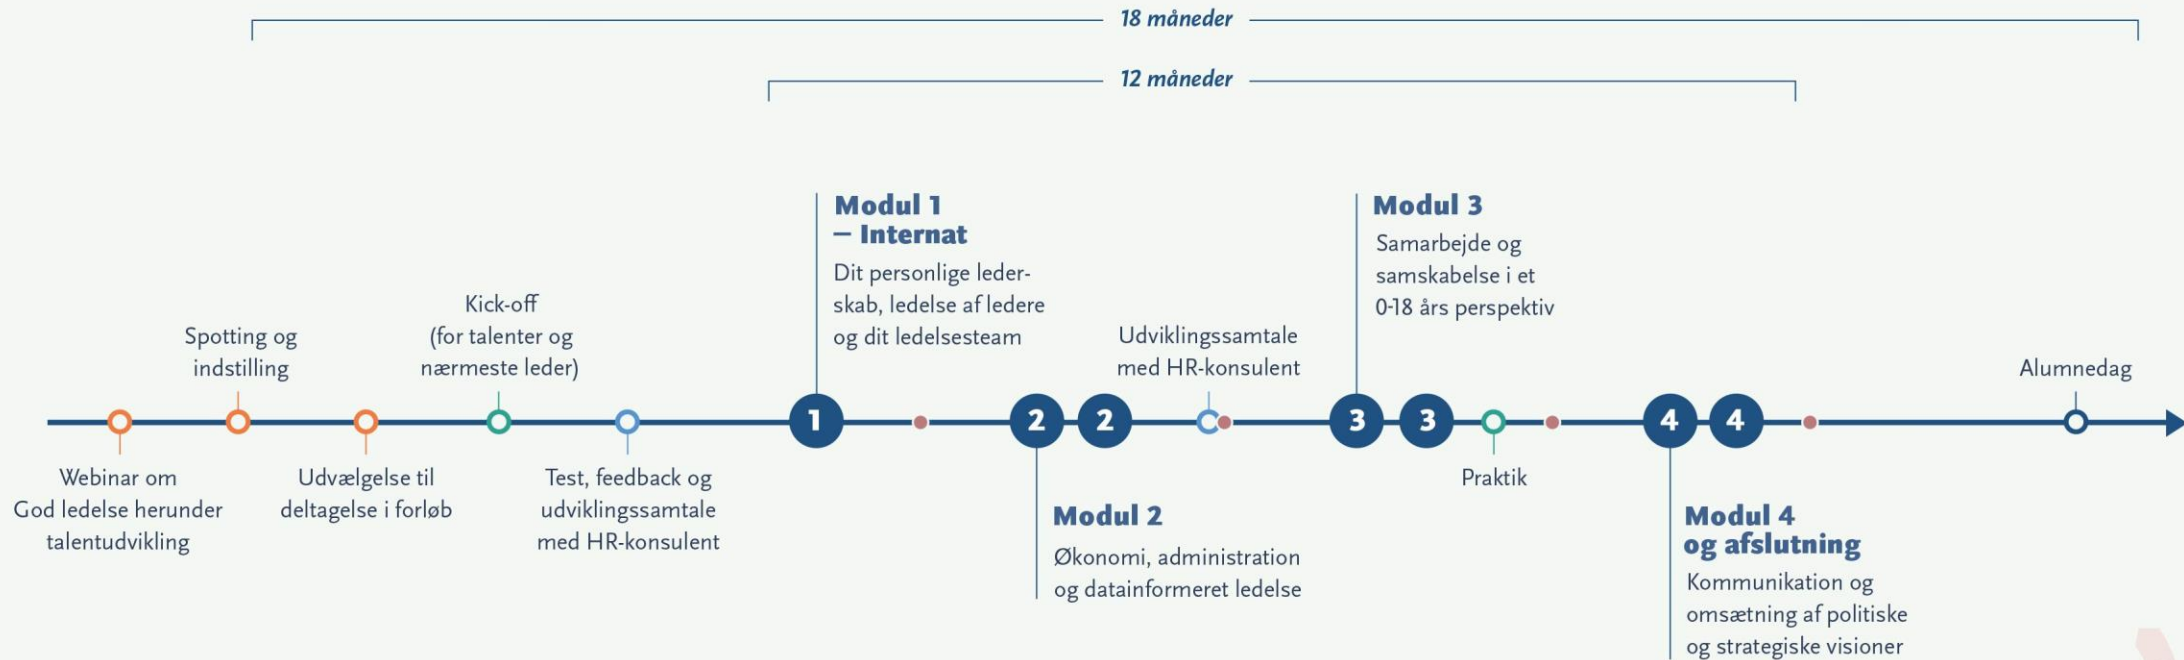 18 måneder
12 måneder
Modul 1
– Internat
Dit personlige leder-
skab, ledelse af ledere
og dit ledelsesteam
Modul 3
Samarbejde og
samskabelse i et
0-18 års perspektiv
Spotting og
indstilling
Kick-off
(for talenter og
nærmeste leder)
Udviklingssamtale
med HR-konsulent
Alumnedag
1
2
2
3
3
4
4
Webinar om
God ledelse herunder
talentudvikling
Udvælgelse til
deltagelse i forløb
Test, feedback og
udviklingssamtale
med HR-konsulent
Modul 2
Økonomi, administration
og datainformeret ledelse
Praktik
Modul 4
og afslutning
Kommunikation og
omsætning af politiske
og strategiske visioner